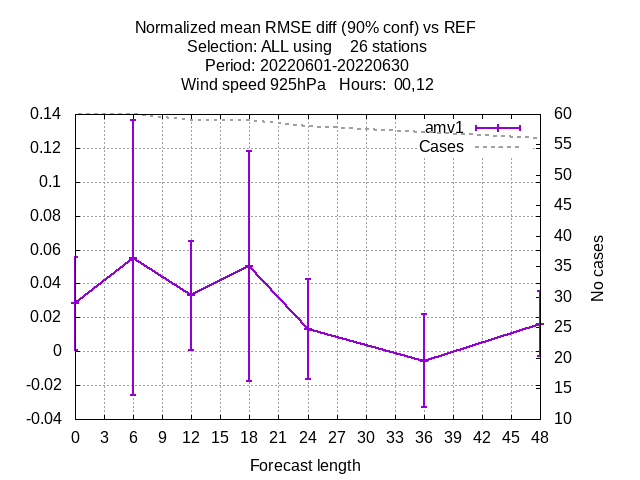 Normalized mean RMSE diff (90% conf) vs REF
Selection: ALL using    26 stations
Period: 20220601-20220630
Wind speed 925hPa   Hours:  00,12
0.14
0.12
0.1
0.08
0.06
0.04
0.02
0
-0.02
-0.04
amv1
Cases
60
55
50
45
40
35
30
25
20
15
10
No cases
0 3 6 9 12 15 18 21 24 27 30 33 36 39 42 45 48
Forecast length